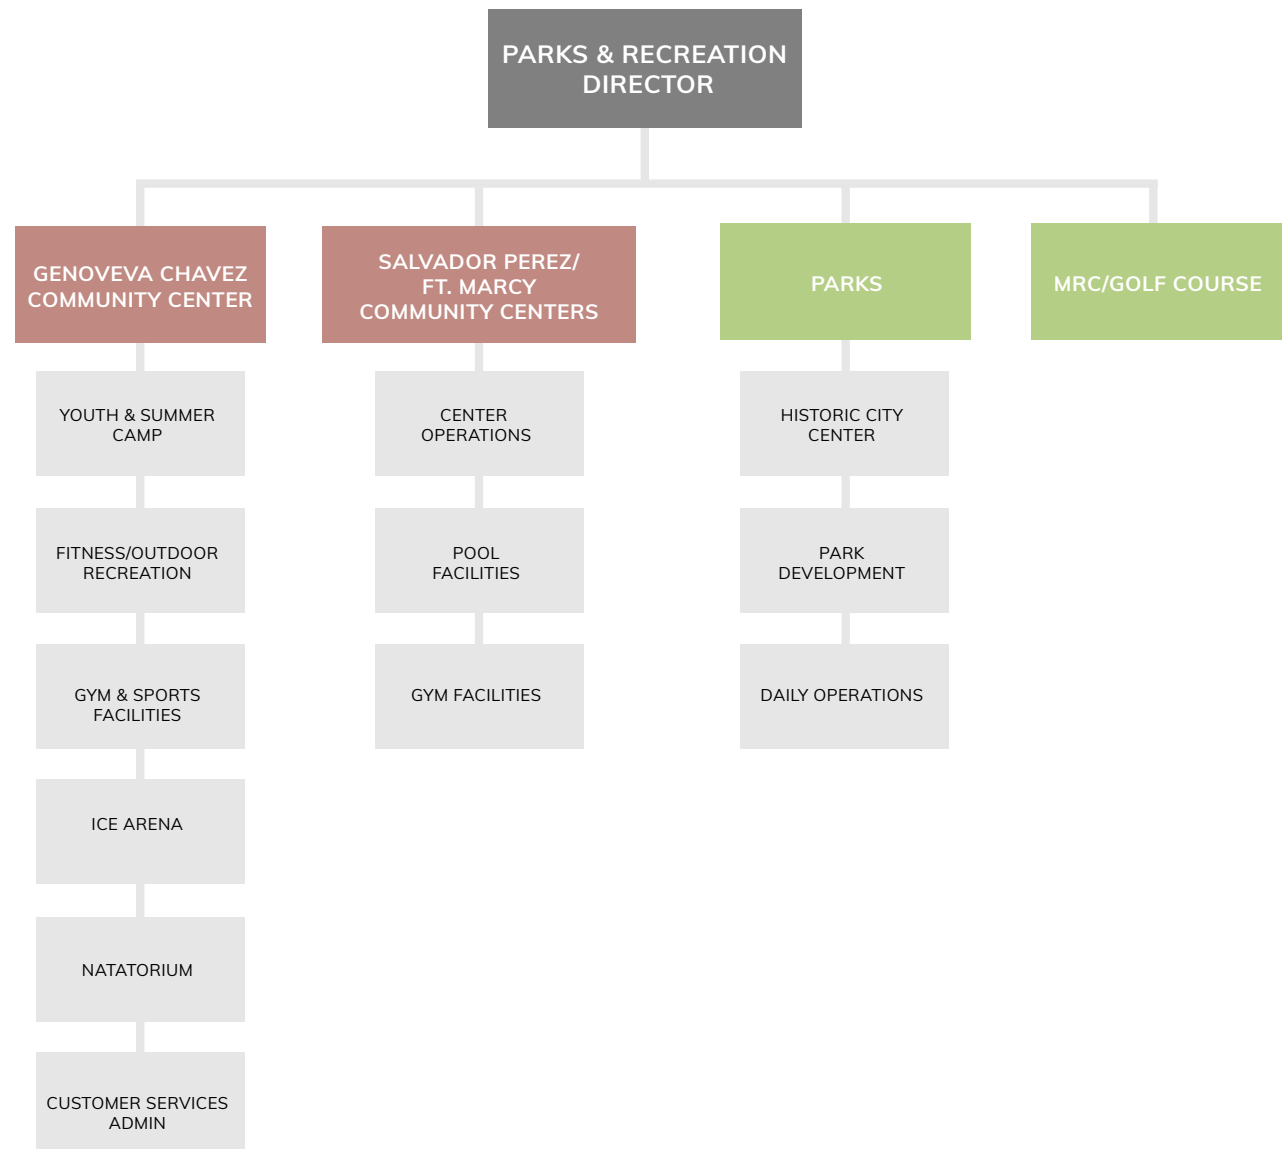 PARKS & RECREATION
DIRECTOR
GENOVEVA CHAVEZ
COMMUNITY CENTER
SALVADOR PEREZ/
FT. MARCY
COMMUNITY CENTERS
PARKS
MRC/GOLF COURSE
YOUTH & SUMMER
CAMP
FITNESS/OUTDOOR
RECREATION
GYM & SPORTS
FACILITIES
ICE ARENA
NATATORIUM
CUSTOMER SERVICES
ADMIN
CENTER
OPERATIONS
POOL
FACILITIES
GYM FACILITIES
HISTORIC CITY
CENTER
PARK
DEVELOPMENT
DAILY OPERATIONS